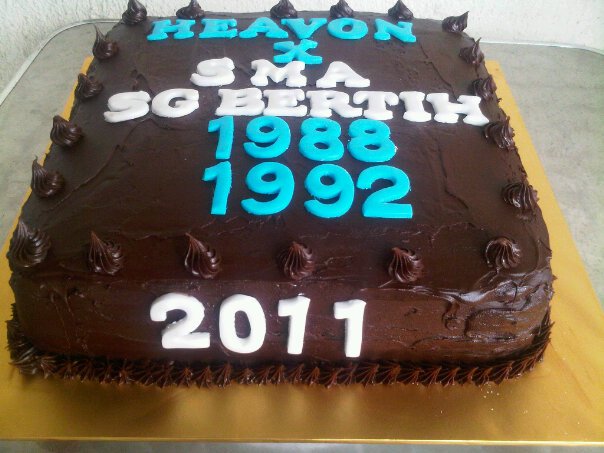 HEAVON
X
SMA
SG BERTIH
1988
1992
2011